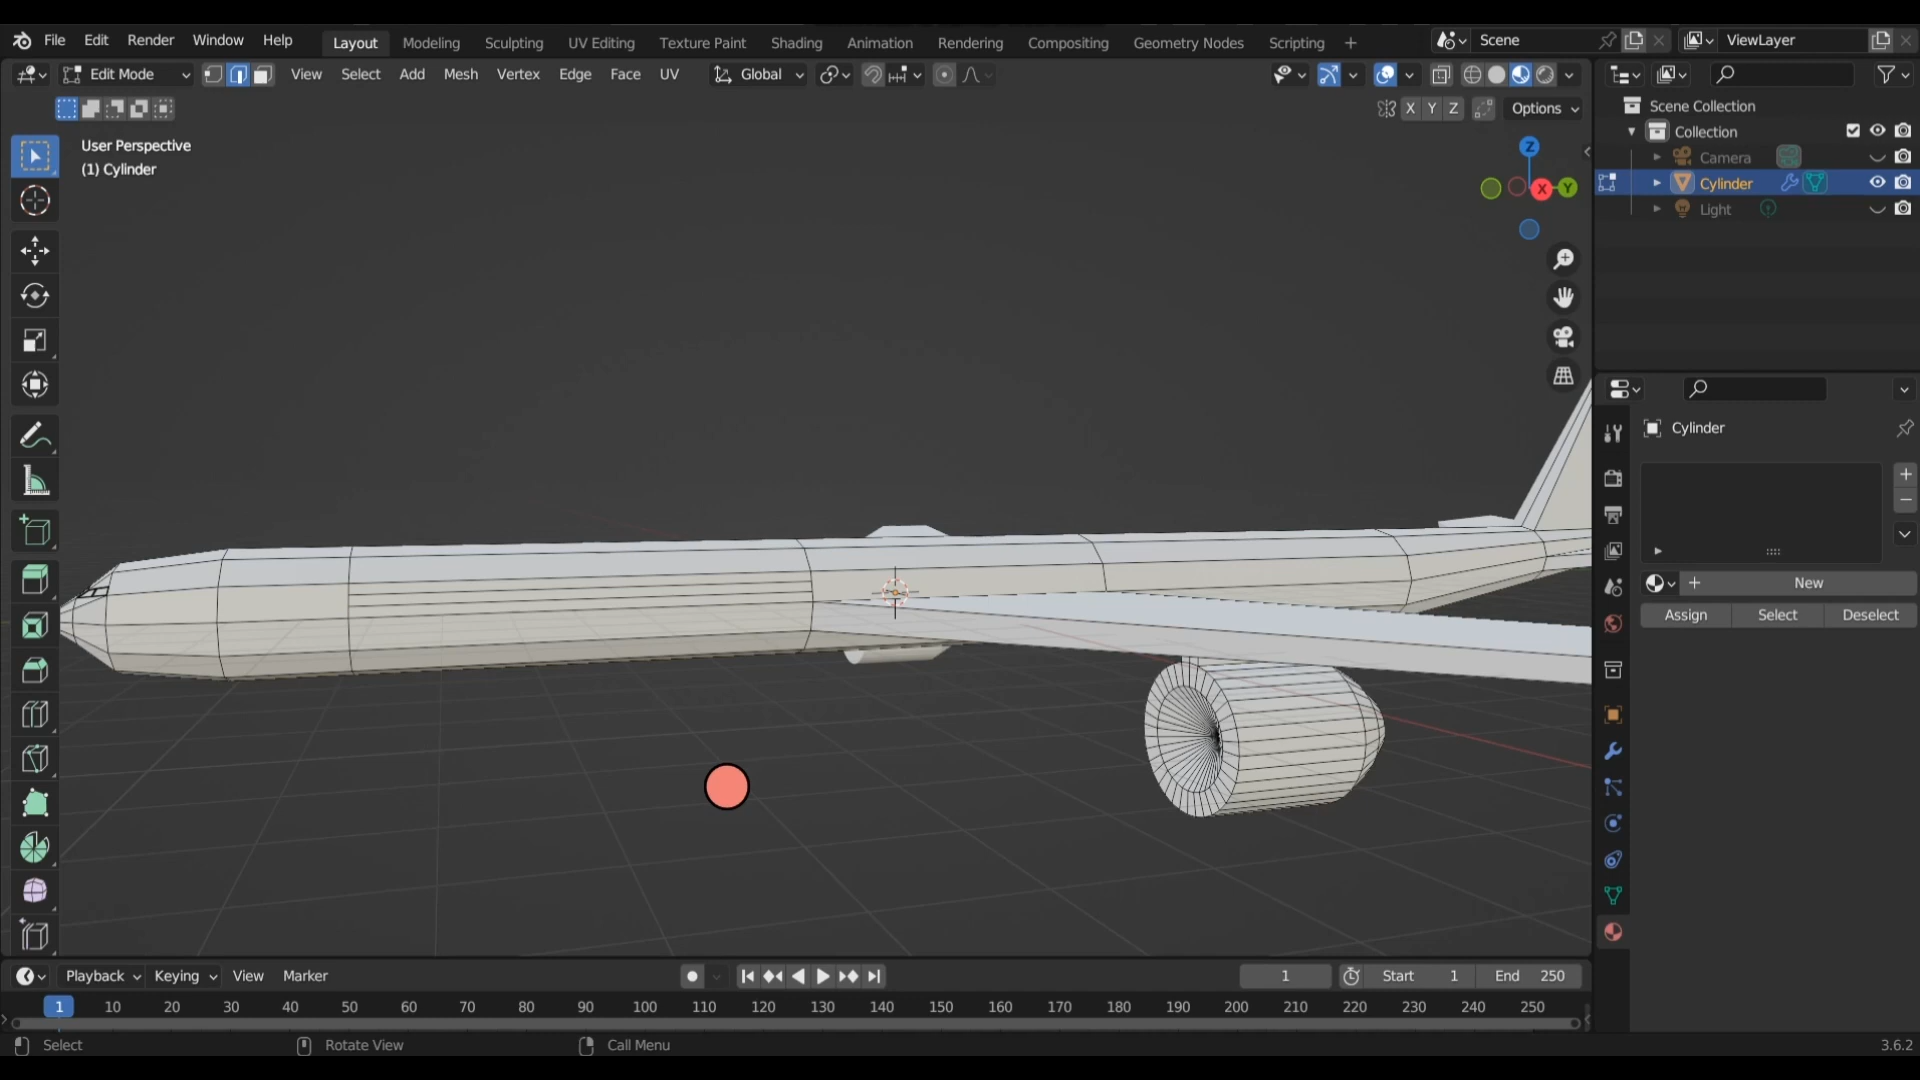 File Edit Render Window Help Layout Modeling Sculpting UV Editing Texture Paint Shading Animation Rendering Compositing Geometry Nodes Scripting + Scene ViewLayer
Edit Mode View Select Add Mesh Vertex Edge Face UV Global
X Y Z Options
Scene Collection
Collection
Camera
Cylinder
Light
User Perspective
(1) Cylinder
Z
X Y
Cylinder
+ New
Assign Select Deselect
Playback Keying View Marker 1 Start 1 End 250
1 10 20 30 40 50 60 70 80 90 100 110 120 130 140 150 160 170 180 190 200 210 220 230 240 250
Select Rotate View Call Menu 3.6.2